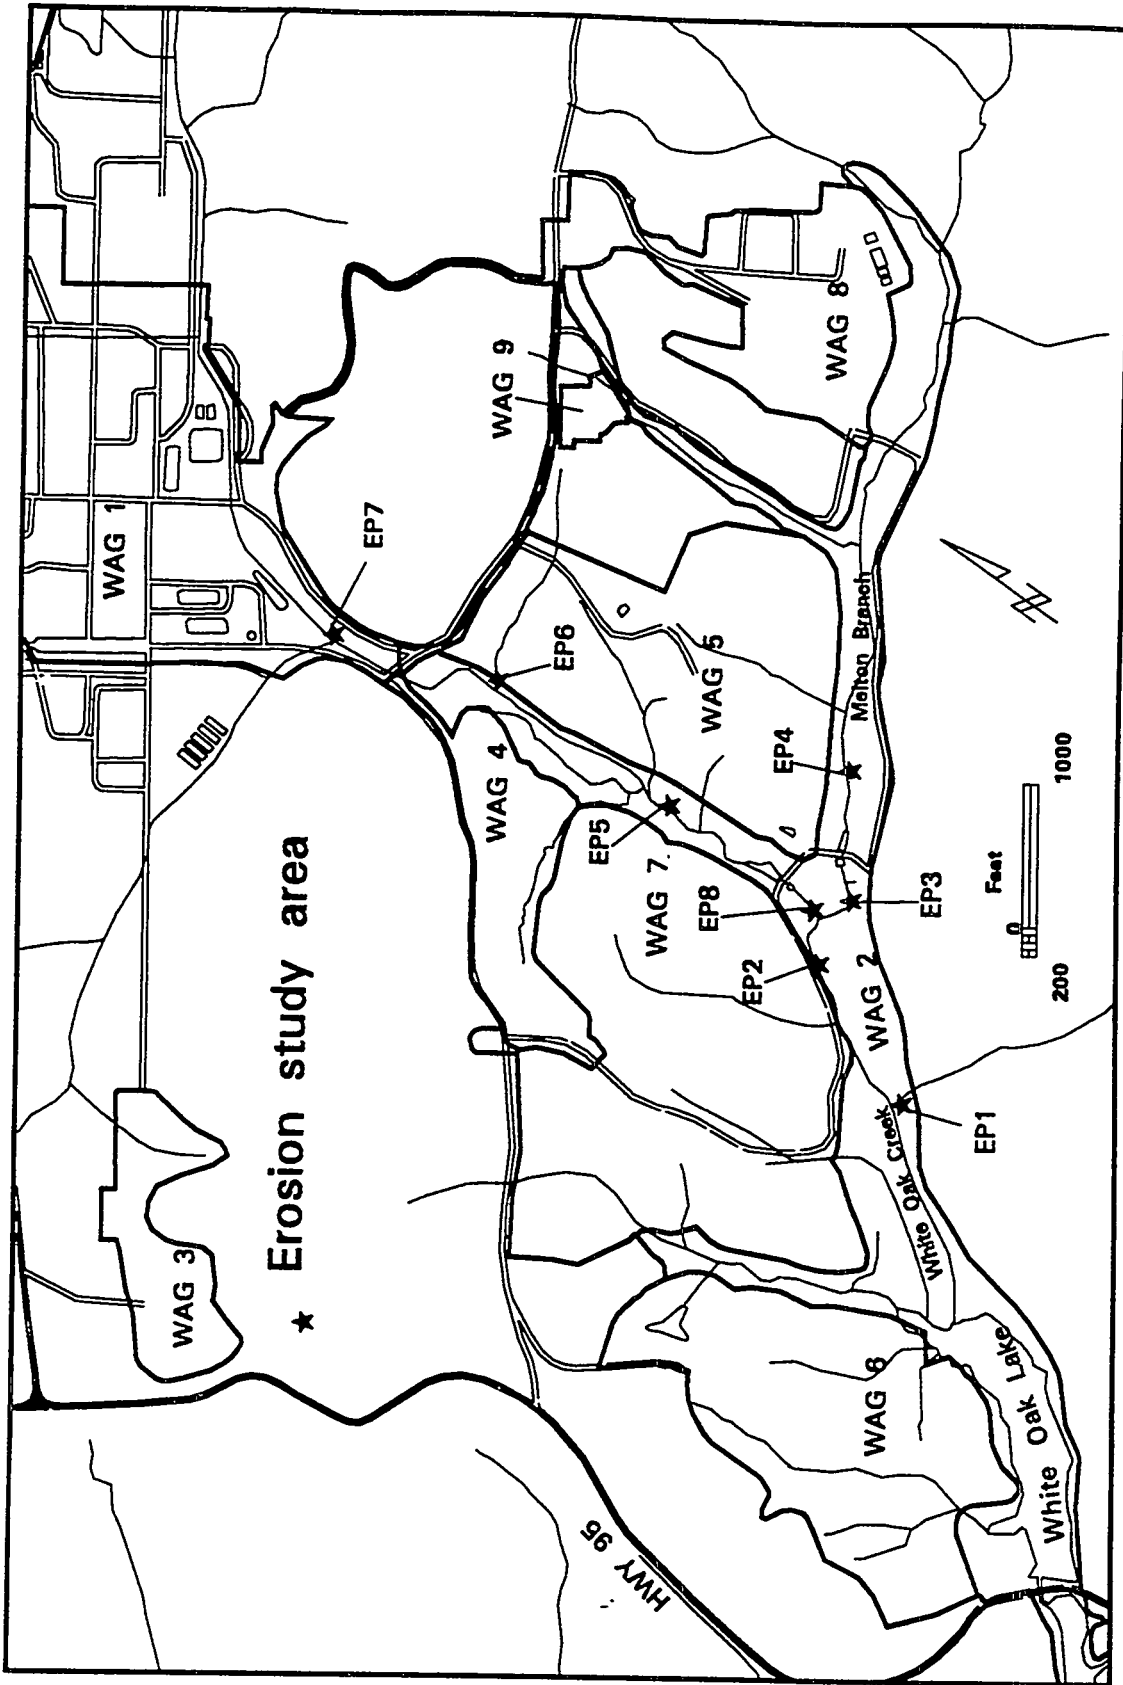 WAG 1
EP7
WAG 9
WAG 8
EP6
WAG 5
Melton Branch
EP4
WAG 4
EP5
WAG 7
EP8
EP3
EP2
WAG 2
Feet
200
0
1000
★ Erosion study area
WAG 3
EP1
White Oak Creek
WAG 6
White Oak Lake
HWY 95